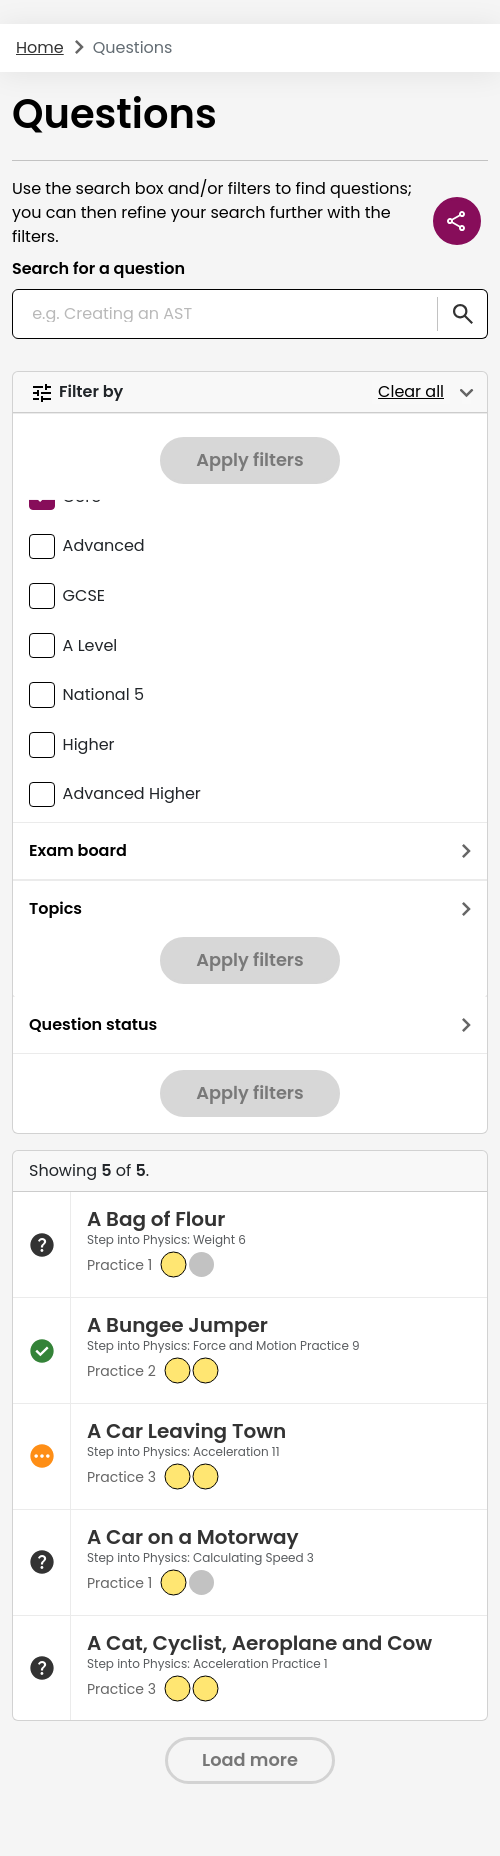 Home Questions
Questions
Use the search box and/or filters to find questions;
you can then refine your search further with the
filters.
Search for a question
e.g. Creating an AST
Filter by Clear all
Apply filters
Advanced
GCSE
A Level
National 5
Higher
Advanced Higher
Exam board
Topics
Apply filters
Question status
Apply filters
Showing 5 of 5.
A Bag of Flour
Step into Physics: Weight 6
Practice 1
A Bungee Jumper
Step into Physics: Force and Motion Practice 9
Practice 2
A Car Leaving Town
Step into Physics: Acceleration 11
Practice 3
A Car on a Motorway
Step into Physics: Calculating Speed 3
Practice 1
A Cat, Cyclist, Aeroplane and Cow
Step into Physics: Acceleration Practice 1
Practice 3
Load more